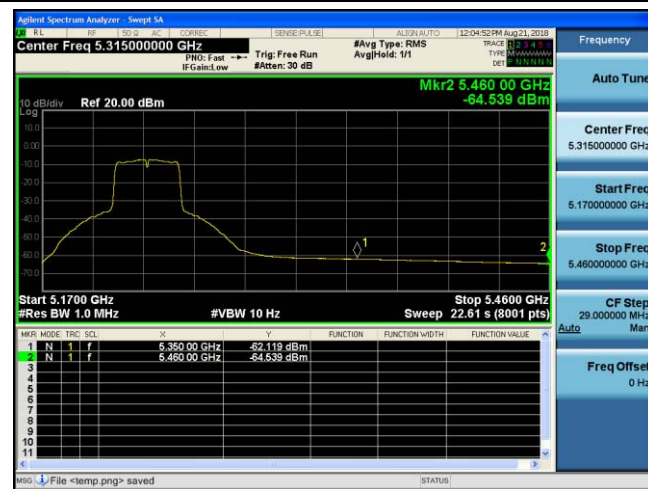 Agilent Spectrum Analyzer - Swept SA
RL RF 50 Ω AC CORREC SENSE:PULSE ALIGN AUTO 12:04:52 PM Aug 21, 2018
Center Freq 5.315000000 GHz
PNO: Fast
IFGain:Low
Trig: Free Run
#Atten: 30 dB
#Avg Type: RMS
Avg|Hold: 1/1
TRACE 1 2 3 4 5 6
TYPE M
DET P N N N N N
Mkr2 5.460 00 GHz
-64.539 dBm
10 dB/div Ref 20.00 dBm
Log
10.0
0.00
-10.0
-20.0
-30.0
-40.0
-50.0
-60.0
-70.0
1
2
Start 5.1700 GHz Stop 5.4600 GHz
#Res BW 1.0 MHz #VBW 10 Hz Sweep 22.61 s (8001 pts)
MKR MODE TRC SCL X Y FUNCTION FUNCTION WIDTH FUNCTION VALUE
1 N 1 f 5.350 00 GHz -62.119 dBm
2 N 1 f 5.460 00 GHz -64.539 dBm
3
4
5
6
7
8
9
10
11
MSG File <temp.png> saved STATUS
Frequency
Auto Tune
Center Freq
5.315000000 GHz
Start Freq
5.170000000 GHz
Stop Freq
5.460000000 GHz
CF Step
29.000000 MHz
Auto Man
Freq Offset
0 Hz